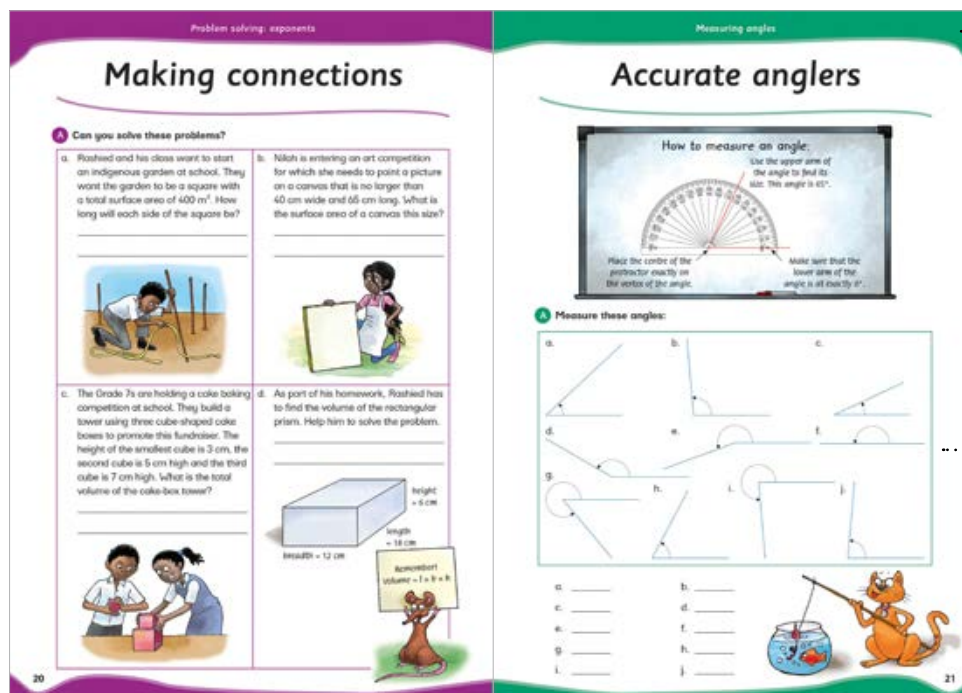 Problem solving: exponents
Making connections
A Can you solve these problems?
a. Rashied and his class want to start
an indigenous garden at school. They
want the garden to be a square with
a total surface area of 400 m². How
long will each side of the square be?
b. Nilah is entering an art competition
for which she needs to paint a picture
on a canvas that is no larger than
40 cm wide and 65 cm long. What is
the surface area of a canvas this size?
c. The Grade 7s are holding a cake baking
competition at school. They build a
tower using three cube-shaped cake
boxes to promote this fundraiser. The
height of the smallest cube is 3 cm, the
second cube is 5 cm high and the third
cube is 7 cm high. What is the total
volume of the cake-box tower?
d. As part of his homework, Rashied has
to find the volume of the rectangular
prism. Help him to solve the problem.
height
= 6 cm
length
= 18 cm
breadth = 12 cm
Remember!
Volume = l × b × h
20
Measuring angles
Accurate anglers
How to measure an angle:
Use the upper arm of
the angle to find its
size. This angle is 65°.
Place the centre of the
protractor exactly on
the vertex of the angle.
Make sure that the
lower arm of the
angle is at exactly 0°.
A Measure these angles:
a.
b.
c.
d.
e.
f.
g.
h.
i.
j.
a.
b.
c.
d.
e.
f.
g.
h.
i.
j.
21